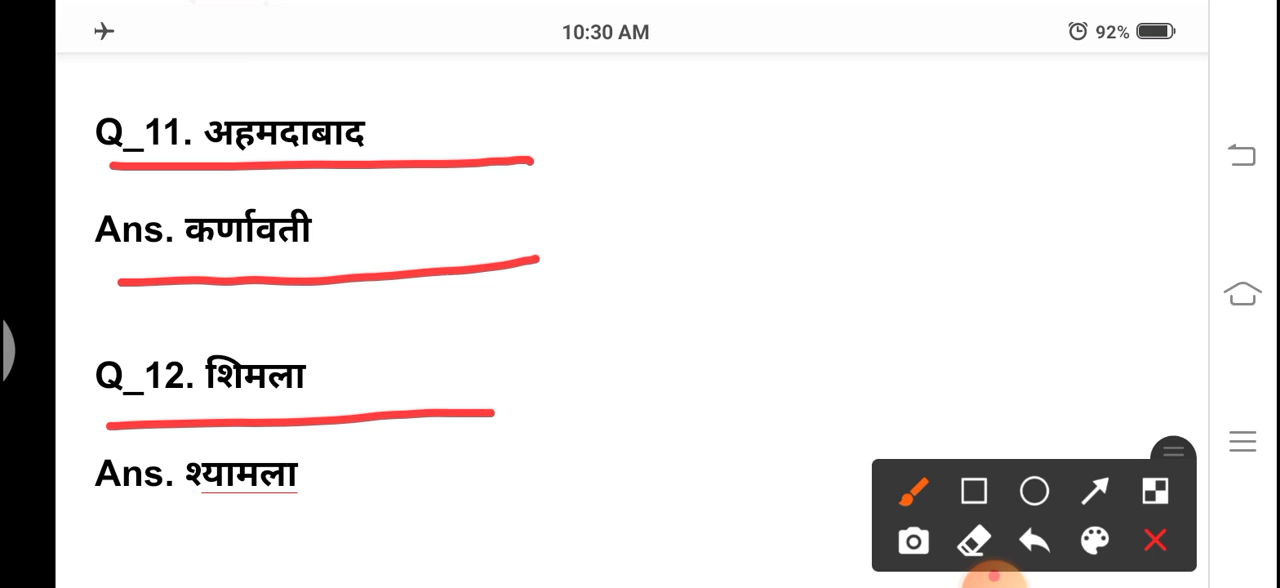 10:30 AM 92%
Q_11. अहमदाबाद
Ans. कर्णावती
Q_12. शिमला
Ans. श्यामला